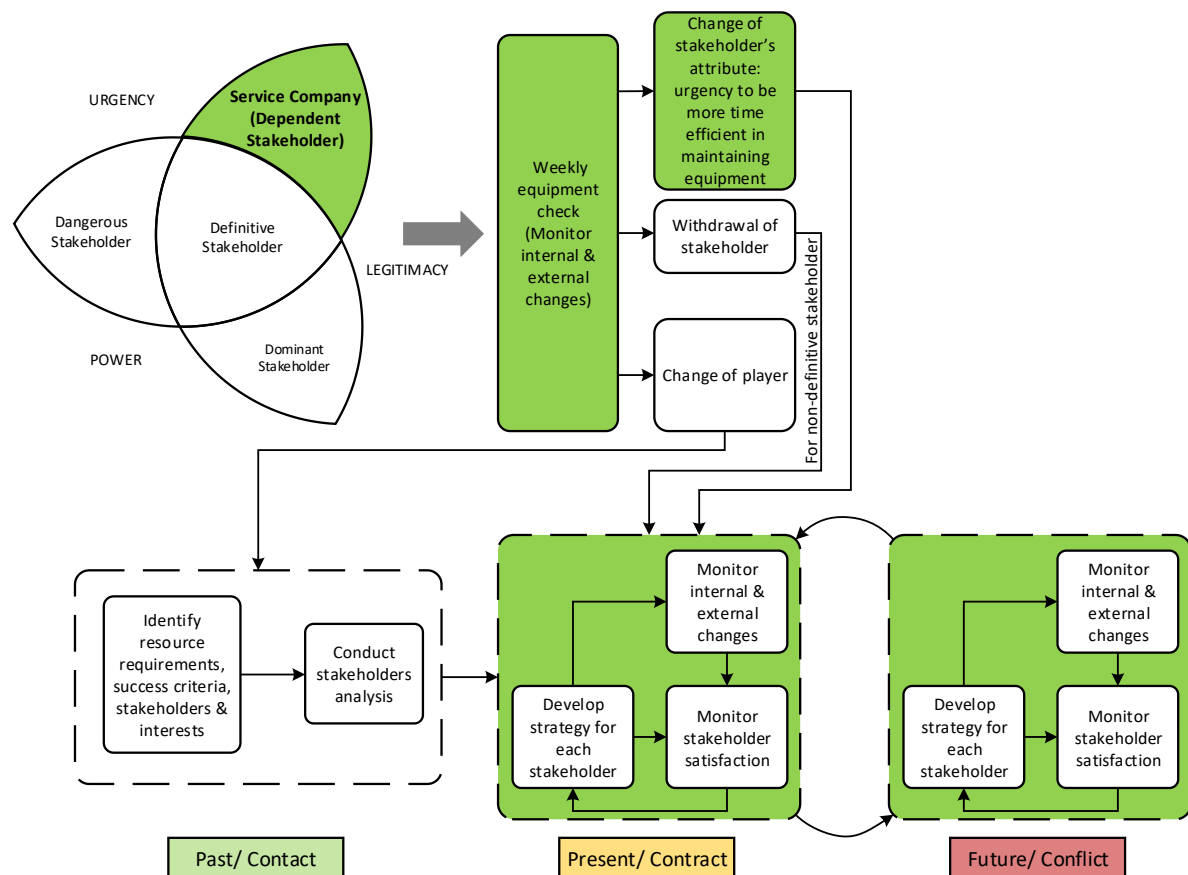 URGENCY
Service Company
(Dependent
Stakeholder)
Dangerous
Stakeholder
Definitive
Stakeholder
LEGITIMACY
POWER
Dominant
Stakeholder
Weekly
equipment
check
(Monitor
internal &
external
changes)
Change of
stakeholder’s
attribute:
urgency to be
more time
efficient in
maintaining
equipment
Withdrawal of
stakeholder
Change of player
For non-definitive stakeholder
Identify
resource
requirements,
success criteria,
stakeholders &
interests
Conduct
stakeholders
analysis
Monitor
internal &
external
changes
Develop
strategy for
each
stakeholder
Monitor
stakeholder
satisfaction
Monitor
internal &
external
changes
Develop
strategy for
each
stakeholder
Monitor
stakeholder
satisfaction
Past/ Contact
Present/ Contract
Future/ Conflict